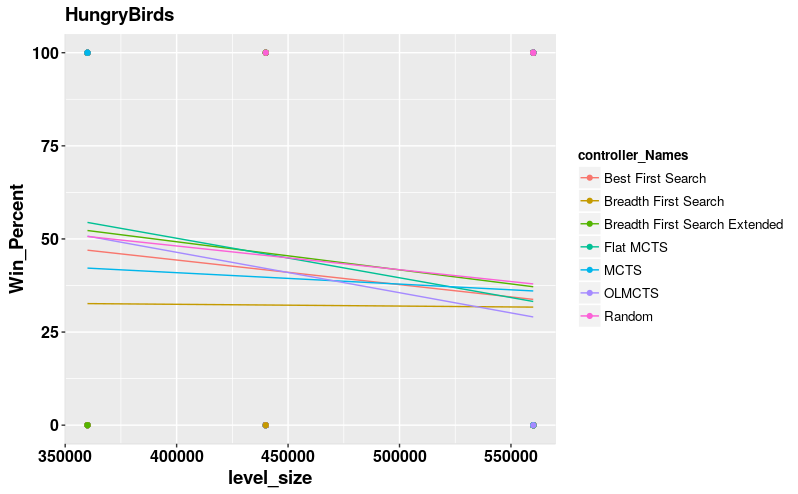 HungryBirds
100
75
50
25
0
Win_Percent
350000 400000 450000 500000 550000
level_size
controller_Names
Best First Search
Breadth First Search
Breadth First Search Extended
Flat MCTS
MCTS
OLMCTS
Random